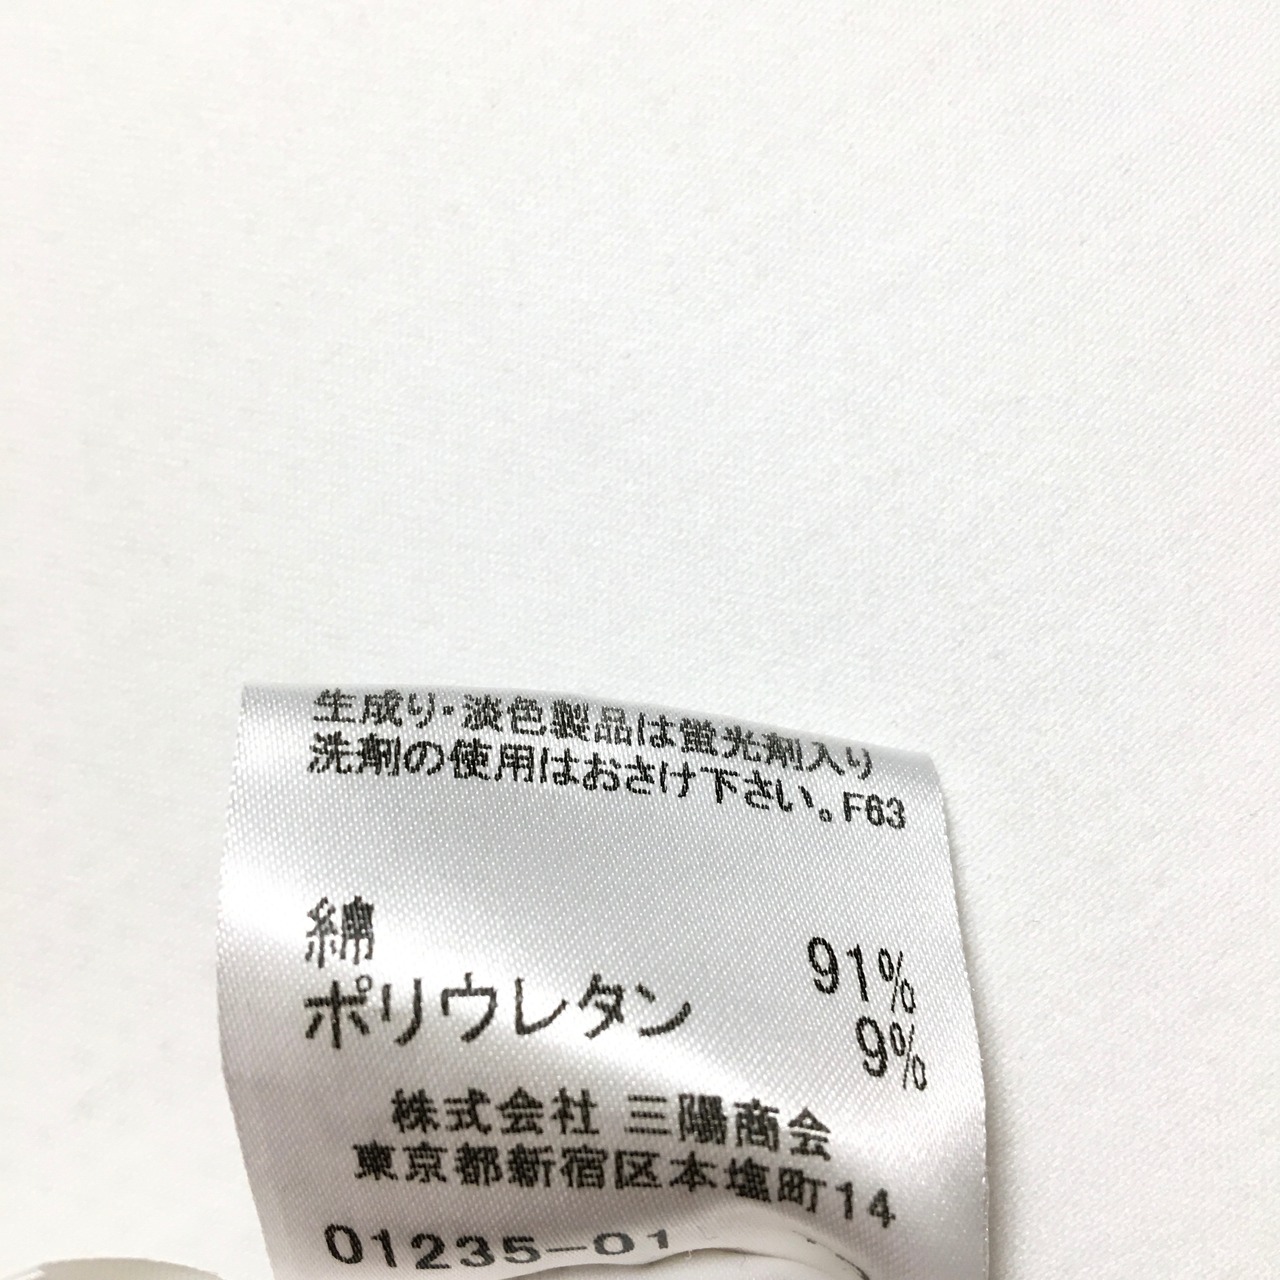 生成り・淡色製品は蛍光剤入り
洗剤の使用はおさけ下さい。F63
綿 91%
ポリウレタン 9%
株式会社 三陽商会
東京都新宿区本塩町14
01235-01